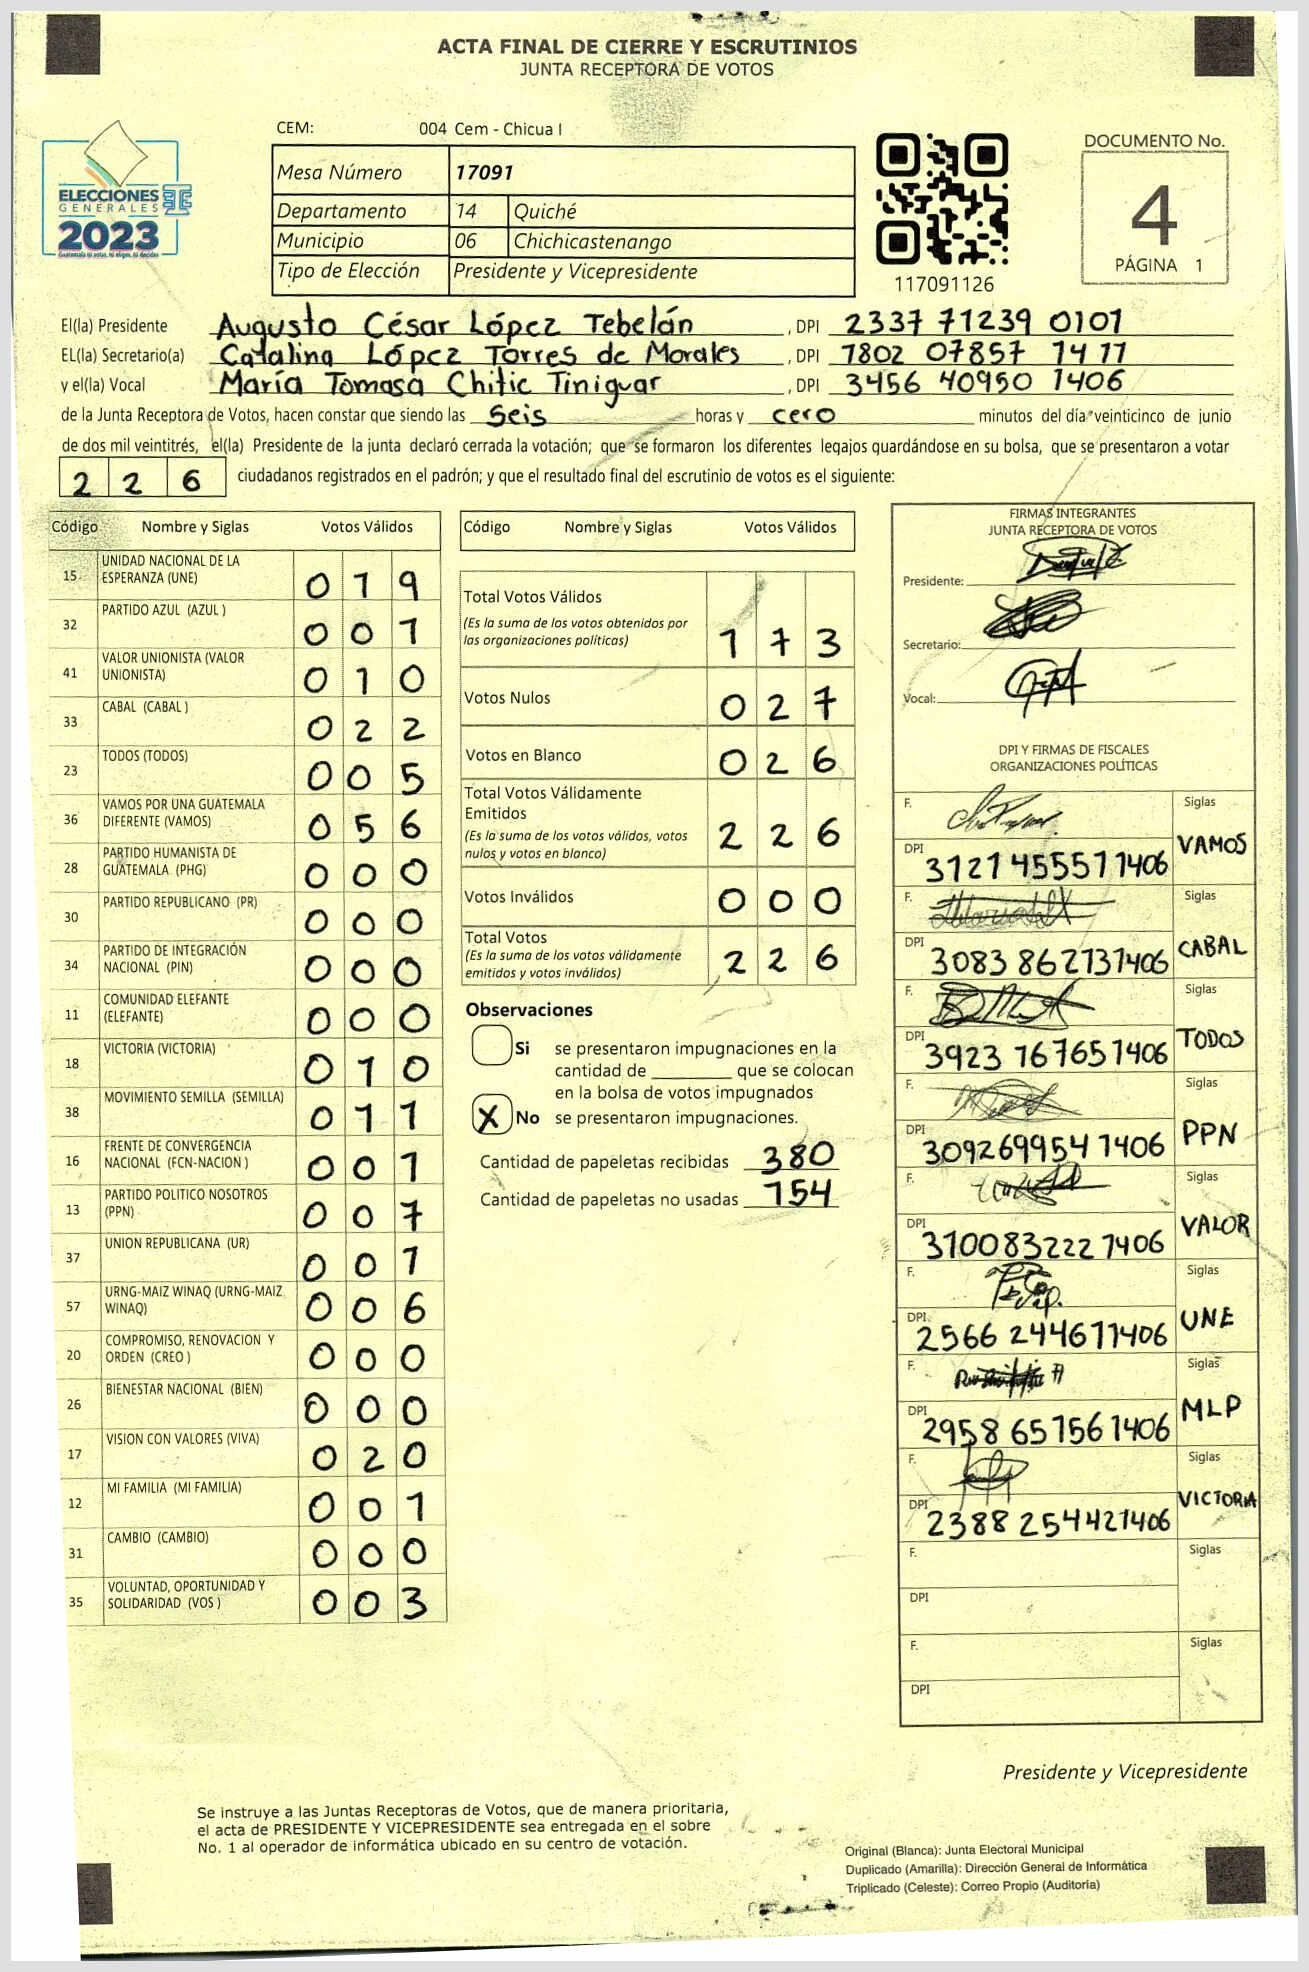 ACTA FINAL DE CIERRE Y ESCRUTINIOS
JUNTA RECEPTORA DE VOTOS
CEM: 004 Cem - Chicua I
ELECCIONES
GENERALES
2023
Mesa Número 17091
Departamento 14 Quiché
Municipio 06 Chichicastenango
Tipo de Elección Presidente y Vicepresidente
117091126
DOCUMENTO No.
4
PÁGINA 1
El(la) Presidente Augusto César López Tebelán , DPI 2337 71239 0101
EL(la) Secretario(a) Catalina López Torres de Morales , DPI 1802 07857 1411
y el(la) Vocal María Tomasa Chitic Tiniguar , DPI 3456 40950 1406
de la Junta Receptora de Votos, hacen constar que siendo las seis horas y cero minutos del día veinticinco de junio
de dos mil veintitrés, el(la) Presidente de la junta declaró cerrada la votación; que se formaron los diferentes legajos guardándose en su bolsa, que se presentaron a votar
2 2 6 ciudadanos registrados en el padrón; y que el resultado final del escrutinio de votos es el siguiente:
Código Nombre y Siglas Votos Válidos
15 UNIDAD NACIONAL DE LA ESPERANZA (UNE) 0 1 9
32 PARTIDO AZUL (AZUL ) 0 0 1
41 VALOR UNIONISTA (VALOR UNIONISTA) 0 1 0
33 CABAL (CABAL ) 0 2 2
23 TODOS (TODOS) 0 0 5
36 VAMOS POR UNA GUATEMALA DIFERENTE (VAMOS) 0 5 6
28 PARTIDO HUMANISTA DE GUATEMALA (PHG) 0 0 0
30 PARTIDO REPUBLICANO (PR) 0 0 0
34 PARTIDO DE INTEGRACIÓN NACIONAL (PIN) 0 0 0
11 COMUNIDAD ELEFANTE (ELEFANTE) 0 0 0
18 VICTORIA (VICTORIA) 0 1 0
38 MOVIMIENTO SEMILLA (SEMILLA) 0 1 1
16 FRENTE DE CONVERGENCIA NACIONAL (FCN-NACION ) 0 0 1
13 PARTIDO POLITICO NOSOTROS (PPN) 0 0 7
37 UNION REPUBLICANA (UR) 0 0 1
57 URNG-MAIZ WINAQ (URNG-MAIZ WINAQ) 0 0 6
20 COMPROMISO, RENOVACION Y ORDEN (CREO ) 0 0 0
26 BIENESTAR NACIONAL (BIEN) 0 0 0
17 VISION CON VALORES (VIVA) 0 2 0
12 MI FAMILIA (MI FAMILIA) 0 0 1
31 CAMBIO (CAMBIO) 0 0 0
35 VOLUNTAD, OPORTUNIDAD Y SOLIDARIDAD (VOS ) 0 0 3
Código Nombre y Siglas Votos Válidos
Total Votos Válidos
(Es la suma de los votos obtenidos por
las organizaciones políticas) 1 7 3
Votos Nulos 0 2 7
Votos en Blanco 0 2 6
Total Votos Válidamente
Emitidos
(Es la suma de los votos válidos, votos
nulos y votos en blanco) 2 2 6
Votos Inválidos 0 0 0
Total Votos
(Es la suma de los votos válidamente
emitidos y votos inválidos) 2 2 6
Observaciones
Si se presentaron impugnaciones en la
cantidad de ________ que se colocan
en la bolsa de votos impugnados
X No se presentaron impugnaciones.
Cantidad de papeletas recibidas 380
Cantidad de papeletas no usadas 154
FIRMAS INTEGRANTES
JUNTA RECEPTORA DE VOTOS
Presidente:
Secretario:
Vocal:
DPI Y FIRMAS DE FISCALES
ORGANIZACIONES POLÍTICAS
F. Siglas
DPI 3121 45557 1406 VAMOS
F. Siglas
DPI 3083 86273 1406 CABAL
F. Siglas
DPI 3923 16765 1406 TODOS
F. Siglas
DPI 3092699541406 PPN
F. Siglas
DPI 3100832221406 VALOR
F. Siglas
DPI 2566 24467 1406 UNE
F. Siglas
DPI 2958 65756 1406 MLP
F. Siglas
DPI 2388 25442 1406 VICTORIA
F. Siglas
DPI
F. Siglas
DPI
Presidente y Vicepresidente
Se instruye a las Juntas Receptoras de Votos, que de manera prioritaria,
el acta de PRESIDENTE Y VICEPRESIDENTE sea entregada en el sobre
No. 1 al operador de informática ubicado en su centro de votación.
Original (Blanca): Junta Electoral Municipal
Duplicado (Amarilla): Dirección General de Informática
Triplicado (Celeste): Correo Propio (Auditoría)